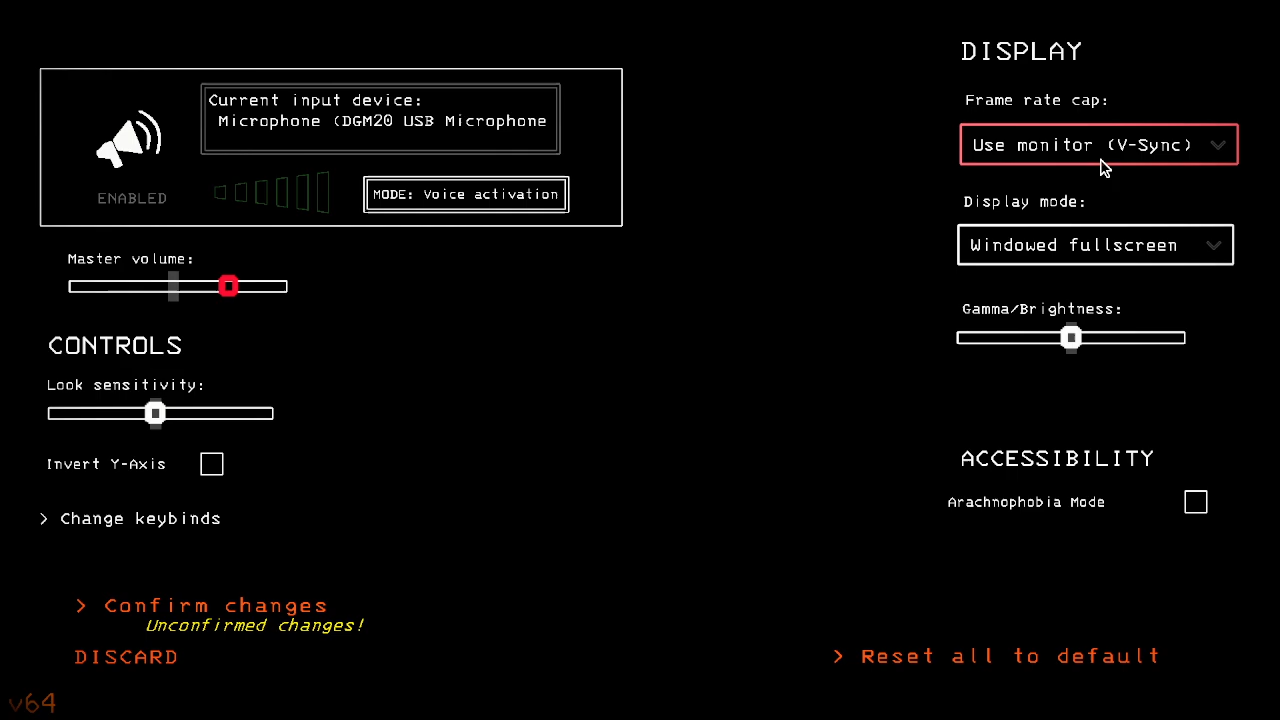 Current input device:
Microphone (DGM20 USB Microphone
ENABLED
MODE: Voice activation
Master volume:
CONTROLS
Look sensitivity:
Invert Y-Axis
> Change keybinds
> Confirm changes
Unconfirmed changes!
DISCARD
v64
DISPLAY
Frame rate cap:
Use monitor (V-Sync)
Display mode:
Windowed fullscreen
Gamma/Brightness:
ACCESSIBILITY
Arachnophobia Mode
> Reset all to default